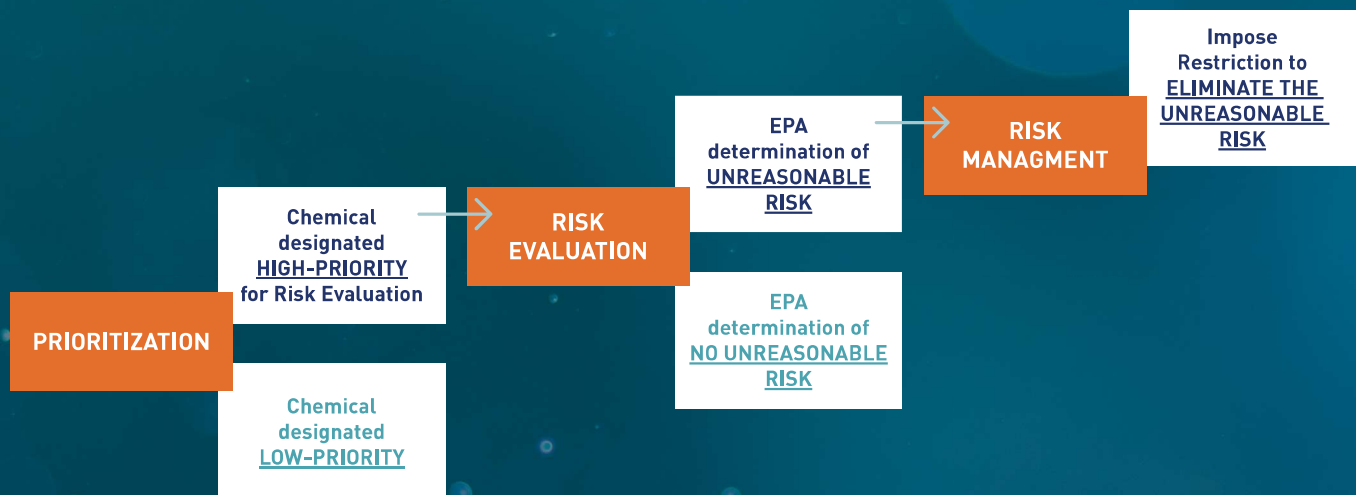 PRIORITIZATION
Chemical
designated
HIGH-PRIORITY
for Risk Evaluation
Chemical
designated
LOW-PRIORITY
RISK
EVALUATION
EPA
determination of
UNREASONABLE
RISK
EPA
determination of
NO UNREASONABLE
RISK
RISK
MANAGMENT
Impose
Restriction to
ELIMINATE THE
UNREASONABLE
RISK